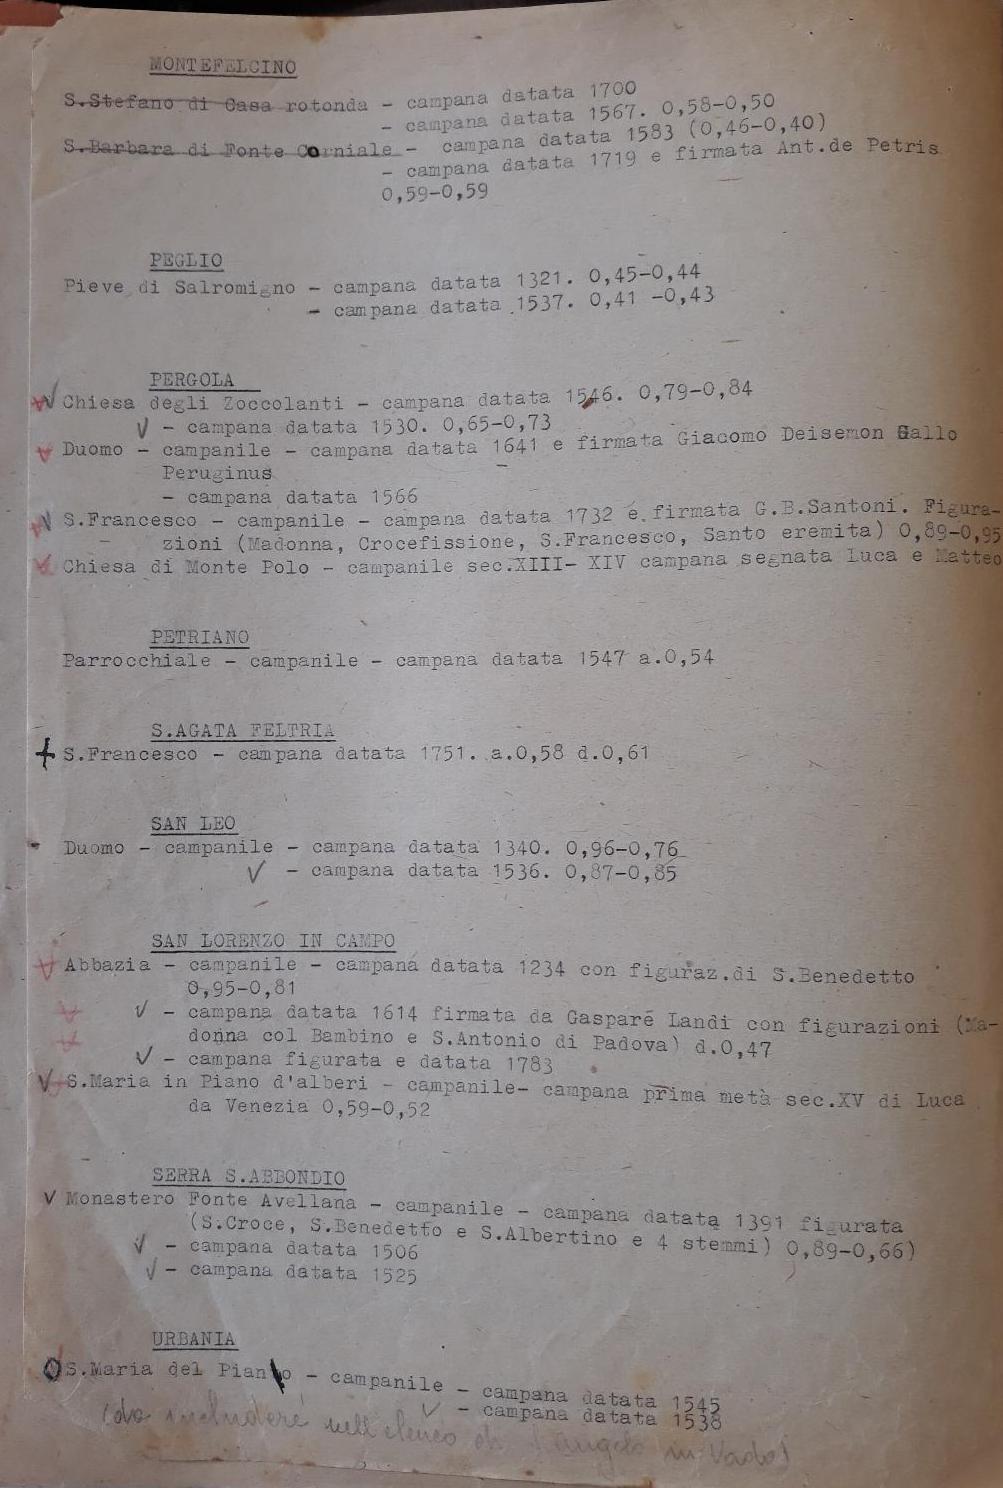 MONTEFELCINO
S.Stefano di Casa rotonda - campana datata 1700
- campana datata 1567. 0,58-0,50
S.Barbara di Fonte Corniale - campana datata 1583 (0,46-0,40)
- campana datata 1719 e firmata Ant.de Petris
0,59-0,59
PEGLIO
Pieve di Salromigno - campana datata 1321. 0,45-0,44
- campana datata 1537. 0,41 -0,43
PERGOLA
Chiesa degli Zoccolanti - campana datata 1546. 0,79-0,84
- campana datata 1530. 0,65-0,73
Duomo - campanile - campana datata 1641 e firmata Giacomo Deisemon Gallo
Peruginus
- campana datata 1566
S.Francesco - campanile - campana datata 1732 e firmata G.B.Santoni. Figura-
zioni (Madonna, Crocefissione, S.Francesco, Santo eremita) 0,89-0,95
Chiesa di Monte Polo - campanile sec.XIII- XIV campana segnata Luca e Matteo
PETRIANO
Parrocchiale - campanile - campana datata 1547 a.0,54
S.AGATA FELTRIA
S.Francesco - campana datata 1751. a.0,58 d.0,61
SAN LEO
Duomo - campanile - campana datata 1340. 0,96-0,76
- campana datata 1536. 0,87-0,85
SAN LORENZO IN CAMPO
Abbazia - campanile - campana datata 1234 con figuraz.di S.Benedetto
0,95-0,81
- campana datata 1614 firmata da Gaspare Landi con figurazioni (Ma-
donna col Bambino e S.Antonio di Padova) d.0,47
- campana figurata e datata 1783
S.Maria in Piano d'alberi - campanile- campana prima metà sec.XV di Luca
da Venezia 0,59-0,52
SERRA S.ABBONDIO
Monastero Fonte Avellana - campanile - campana datata 1391 figurata
(S.Croce, S.Benedetto e S.Albertino e 4 stemmi) 0,89-0,66)
- campana datata 1506
- campana datata 1525
URBANIA
S.Maria del Pianto - campanile - campana datata 1545
- campana datata 1538
(da includere nell'elenco di S. Angelo in Vado)